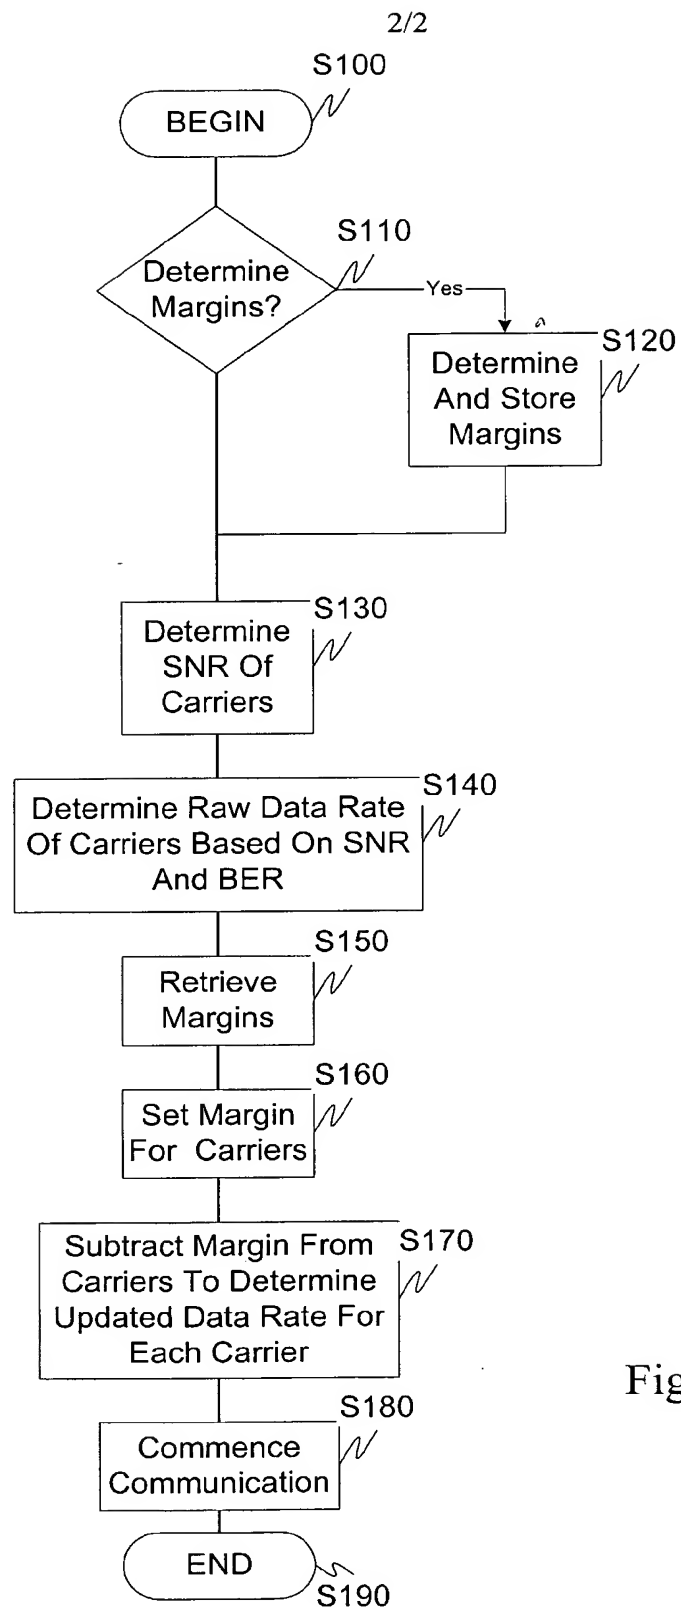 2/2
S100
BEGIN
S110
Determine
Margins?
Yes
S120
Determine
And Store
Margins
S130
Determine
SNR Of
Carriers
S140
Determine Raw Data Rate
Of Carriers Based On SNR
And BER
S150
Retrieve
Margins
S160
Set Margin
For Carriers
S170
Subtract Margin From
Carriers To Determine
Updated Data Rate For
Each Carrier
Fig
S180
Commence
Communication
END
S190